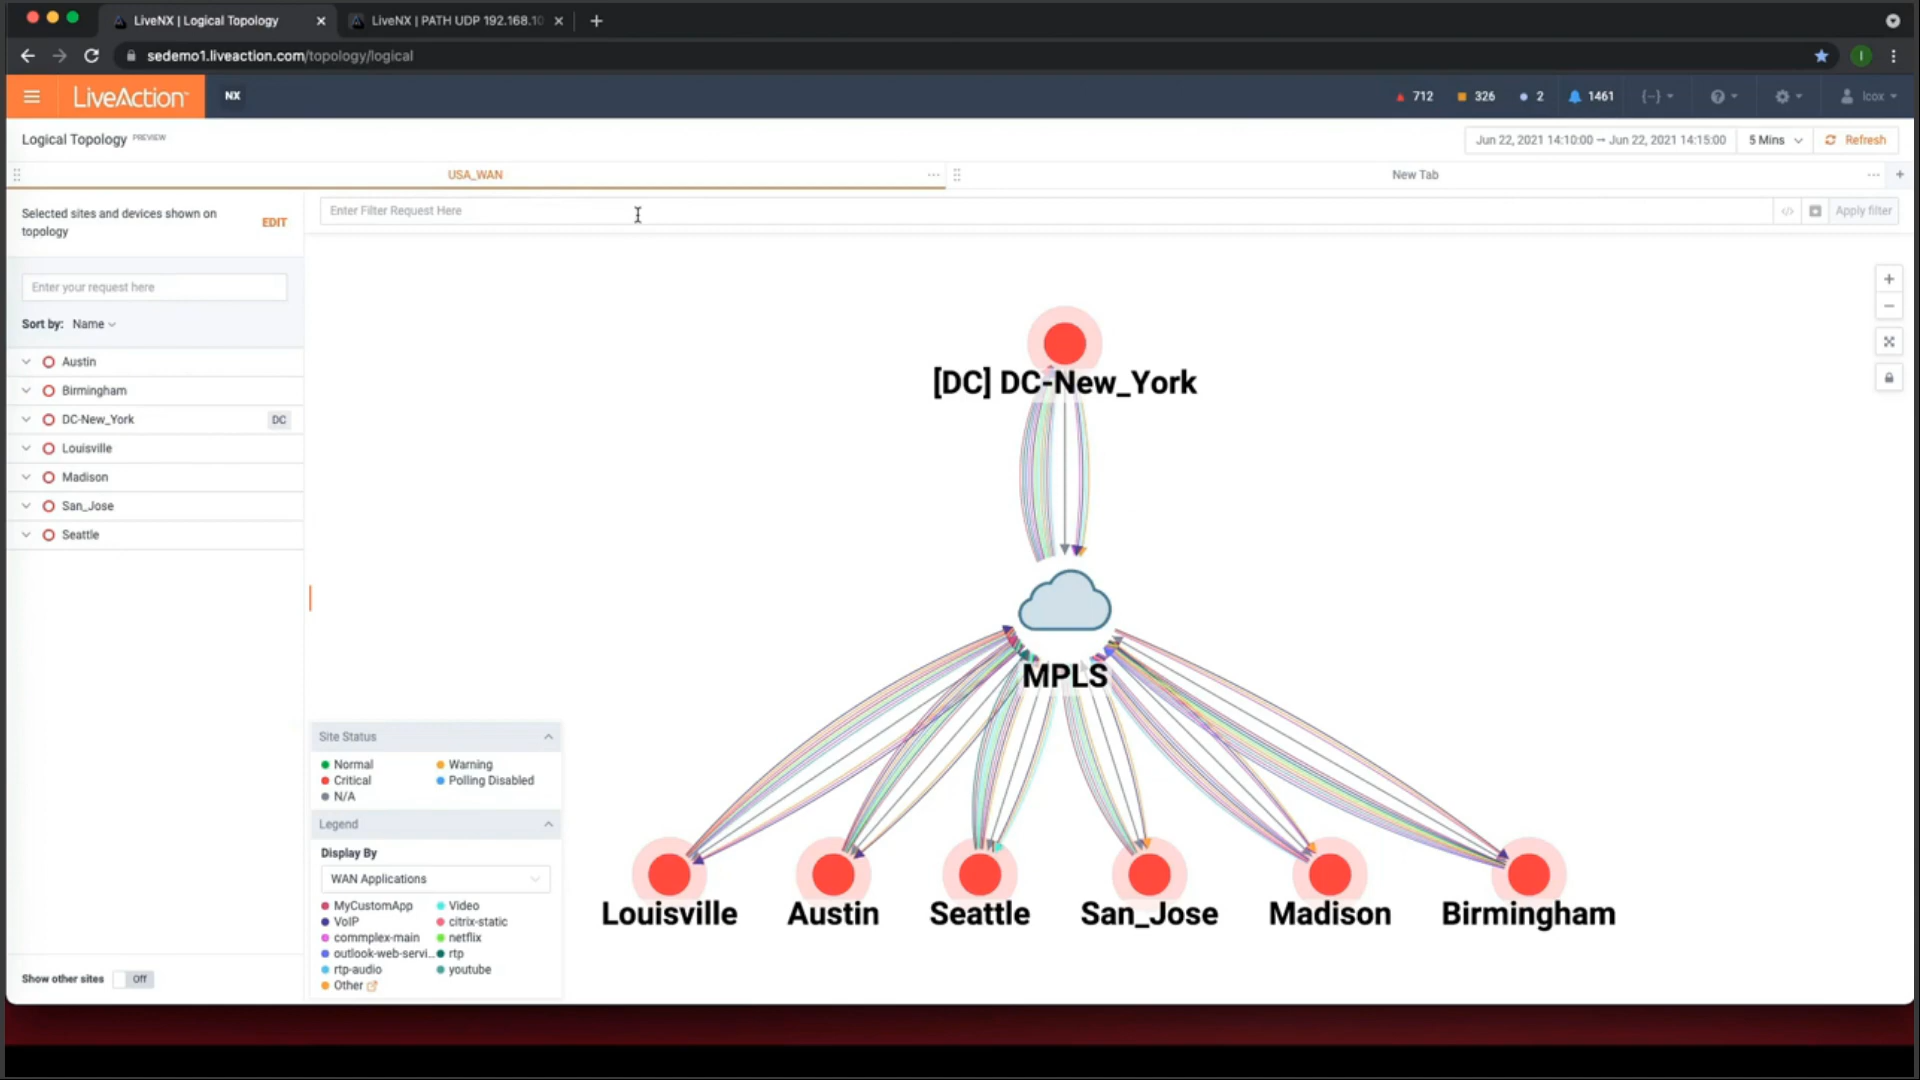 LiveNX | Logical Topology
LiveNX | PATH UDP 192.168.10
sedemo1.liveaction.com/topology/logical
LiveAction
NX
712
326
2
1461
lcox
Logical Topology PREVIEW
Jun 22, 2021 14:10:00 – Jun 22, 2021 14:15:00
5 Mins
Refresh
USA_WAN
New Tab
Selected sites and devices shown on
topology
EDIT
Enter Filter Request Here
Apply filter
Enter your request here
Sort by: Name
Austin
Birmingham
DC-New_York
DC
Louisville
Madison
San_Jose
Seattle
[DC] DC-New_York
MPLS
Louisville
Austin
Seattle
San_Jose
Madison
Birmingham
Site Status
Normal
Warning
Critical
Polling Disabled
N/A
Legend
Display By
WAN Applications
MyCustomApp
Video
VoIP
citrix-static
commplex-main
netflix
outlook-web-servi...
rtp
rtp-audio
youtube
Other
Show other sites
Off